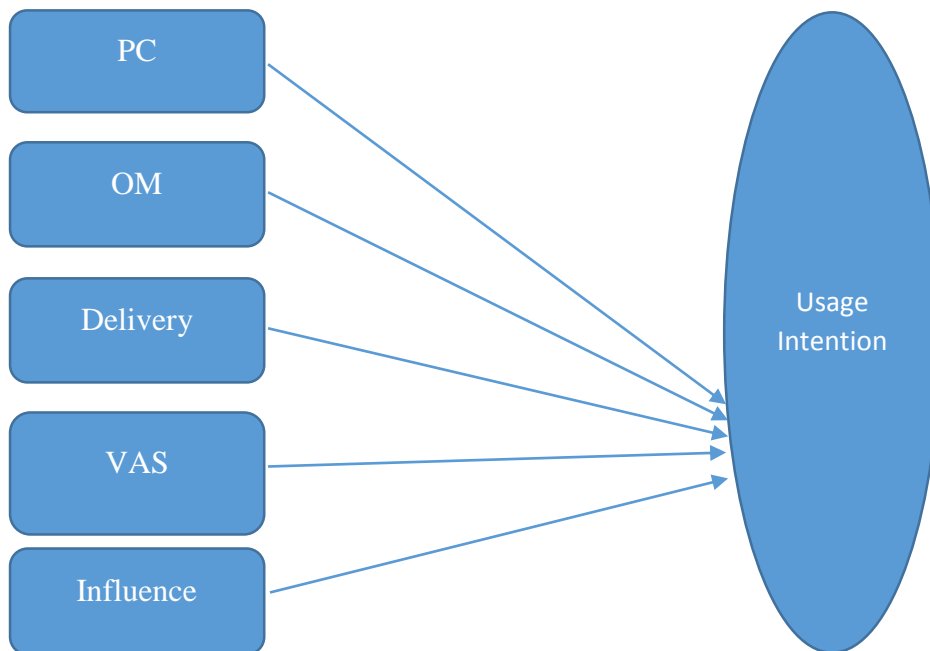 PC
OM
Delivery
VAS
Influence
Usage
Intention